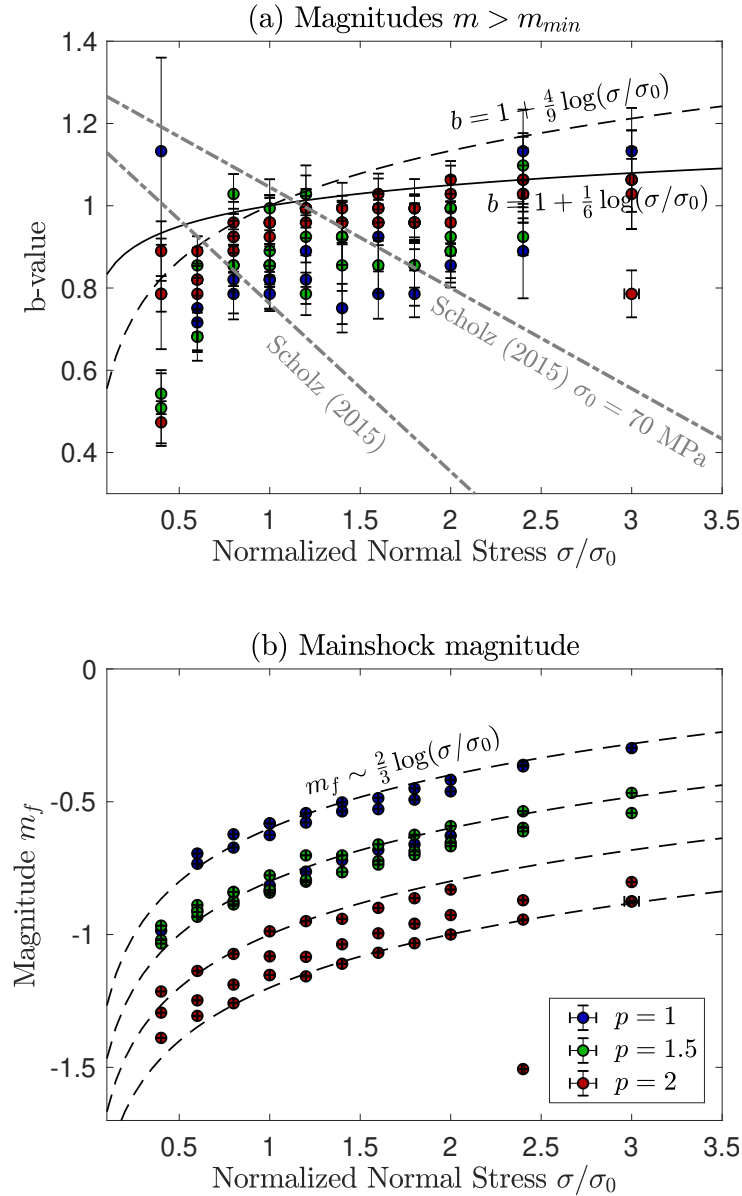 (a) Magnitudes m > m_min
1.4
1.2
1
0.8
0.6
0.4
b-value
b = 1 + 4/9 log(σ/σ₀)
b = 1 + 1/6 log(σ/σ₀)
Scholz (2015)
Scholz (2015) σ₀ = 70 MPa
0.5 1 1.5 2 2.5 3 3.5
Normalized Normal Stress σ/σ₀
(b) Mainshock magnitude
0
-0.5
-1
-1.5
Magnitude m_f
m_f ~ 2/3 log(σ/σ₀)
p = 1
p = 1.5
p = 2
0.5 1 1.5 2 2.5 3 3.5
Normalized Normal Stress σ/σ₀